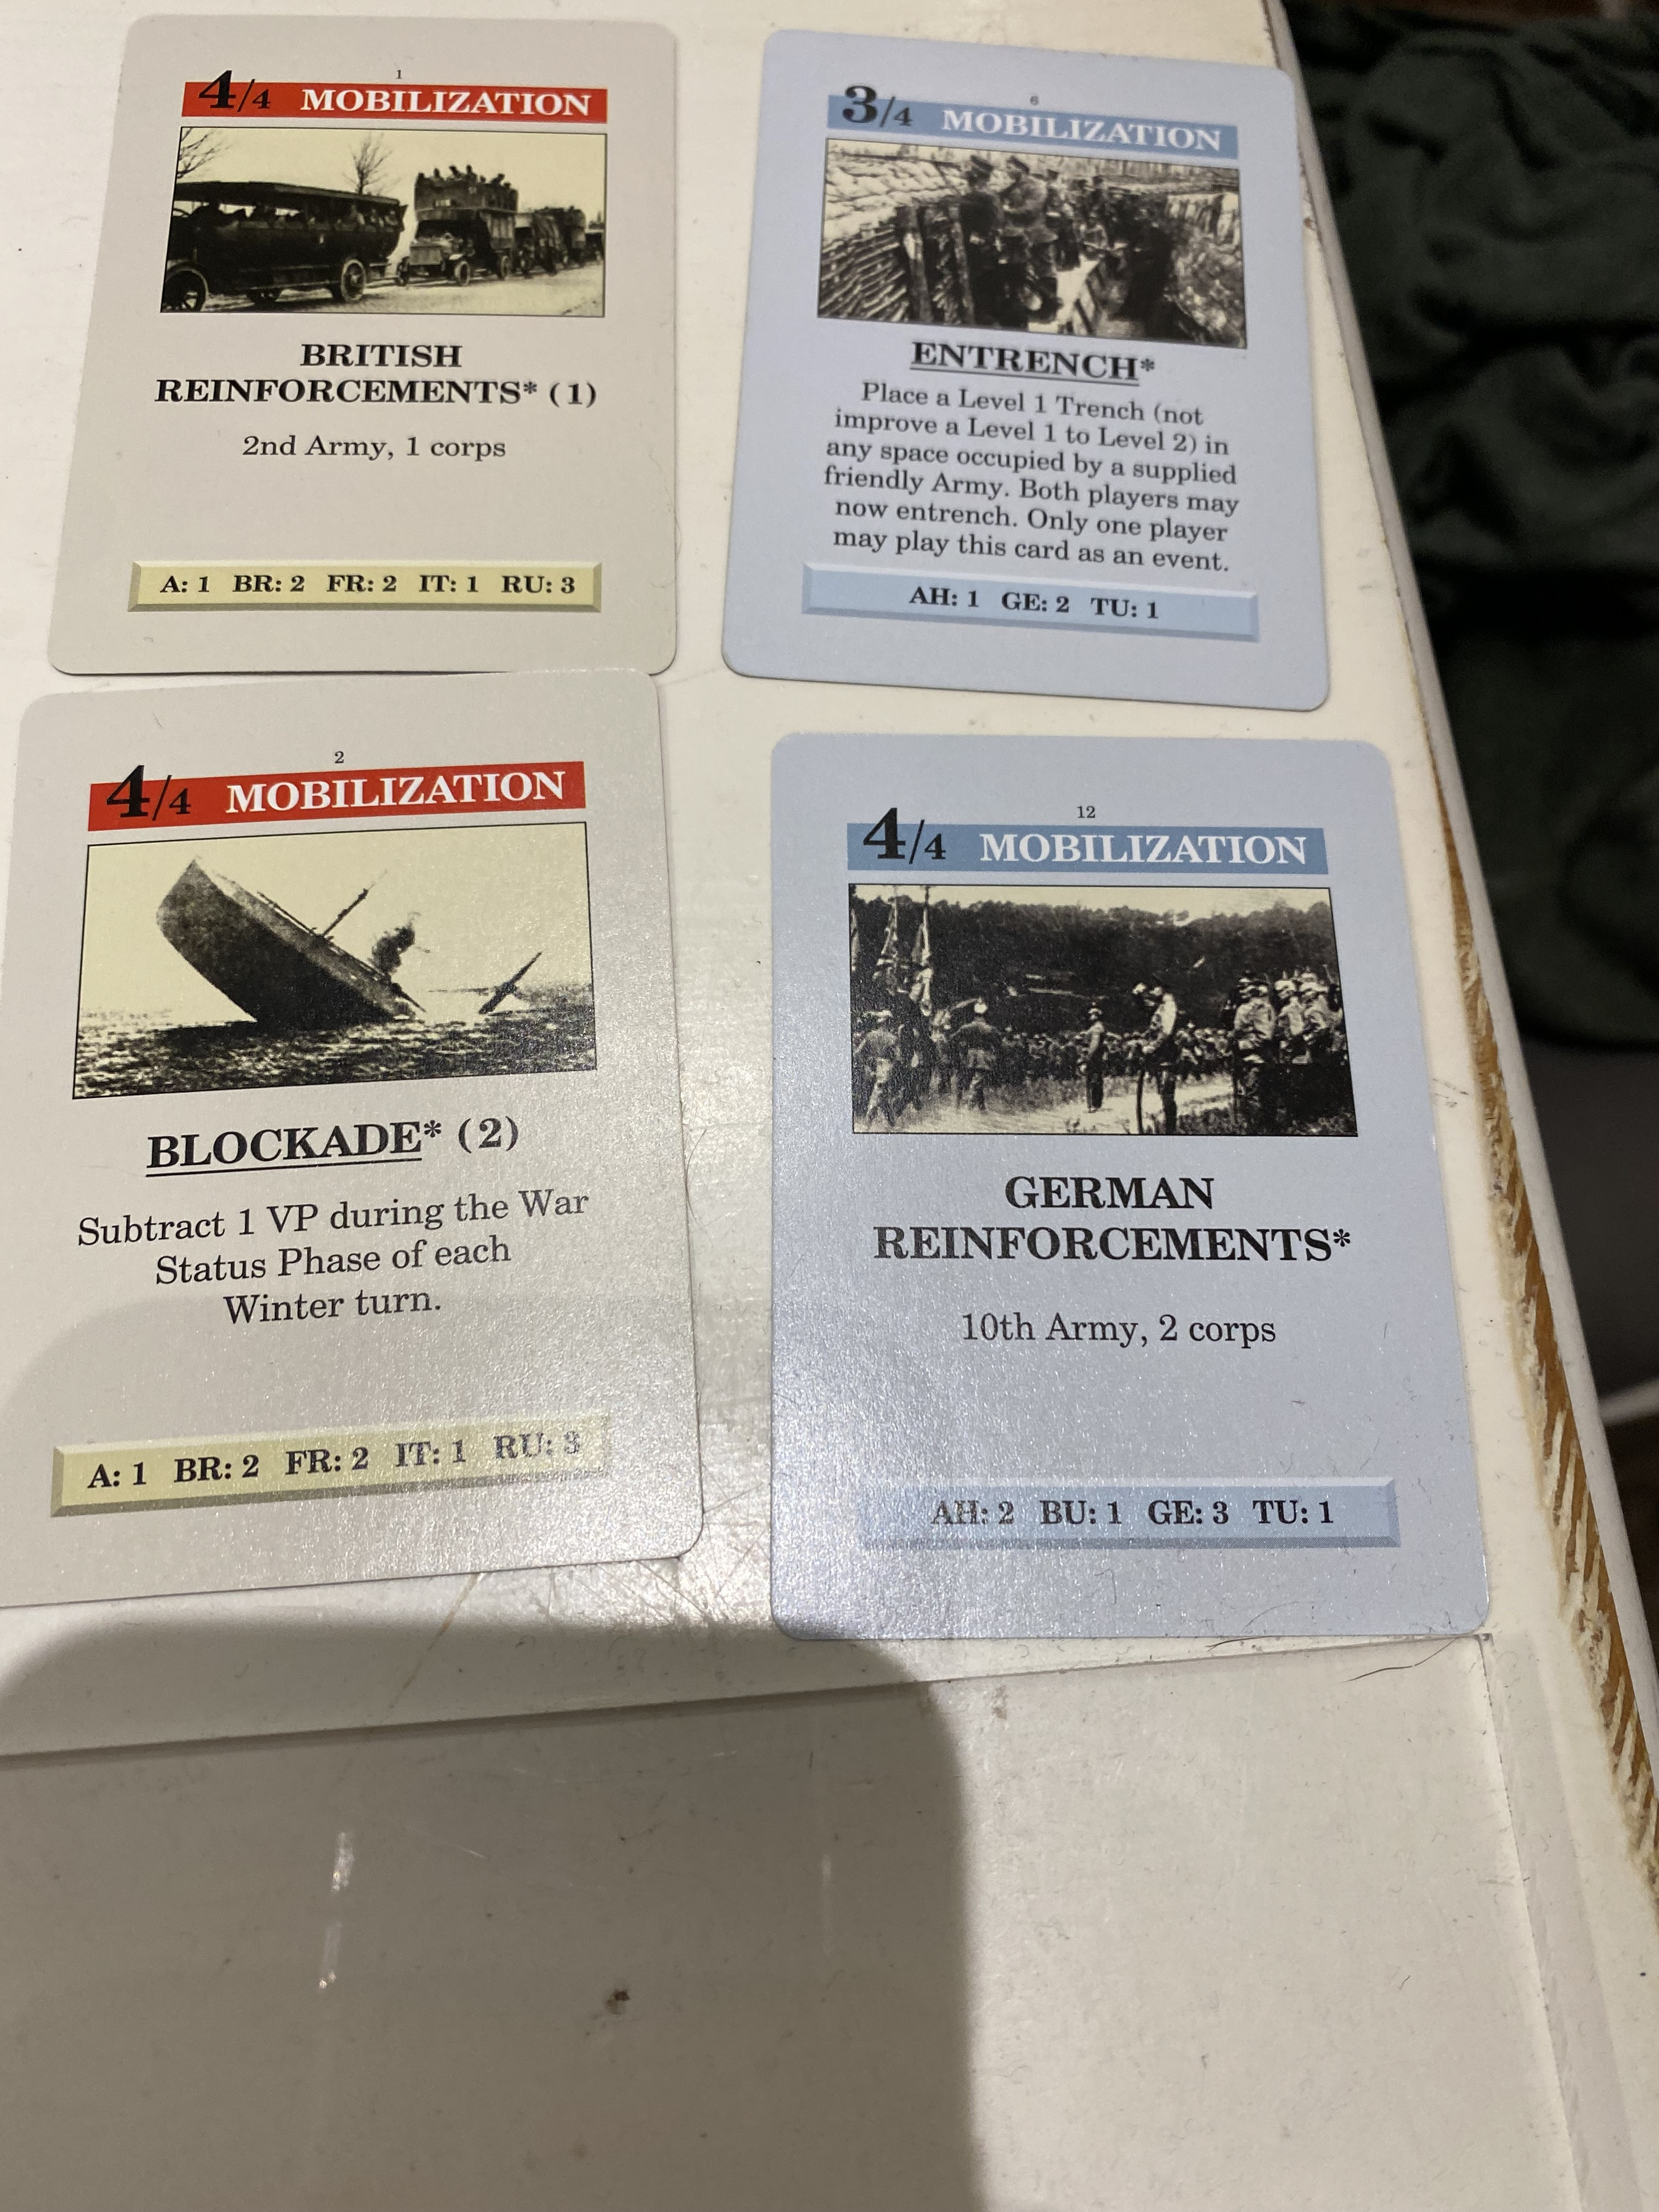 1
4/4 MOBILIZATION
BRITISH
REINFORCEMENTS* (1)
2nd Army, 1 corps
A: 1 BR: 2 FR: 2 IT: 1 RU: 3
6
3/4 MOBILIZATION
ENTRENCH*
Place a Level 1 Trench (not
improve a Level 1 to Level 2) in
any space occupied by a supplied
friendly Army. Both players may
now entrench. Only one player
may play this card as an event.
AH: 1 GE: 2 TU: 1
2
4/4 MOBILIZATION
BLOCKADE* (2)
Subtract 1 VP during the War
Status Phase of each
Winter turn.
A: 1 BR: 2 FR: 2 IT: 1 RU: 3
12
4/4 MOBILIZATION
GERMAN
REINFORCEMENTS*
10th Army, 2 corps
AH: 2 BU: 1 GE: 3 TU: 1